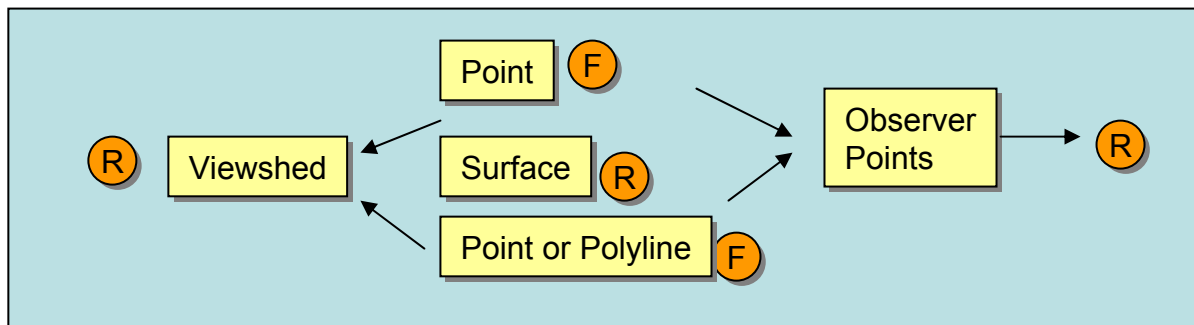 Point
F
Observer
Points
R
Viewshed
Surface
R
R
Point or Polyline
F